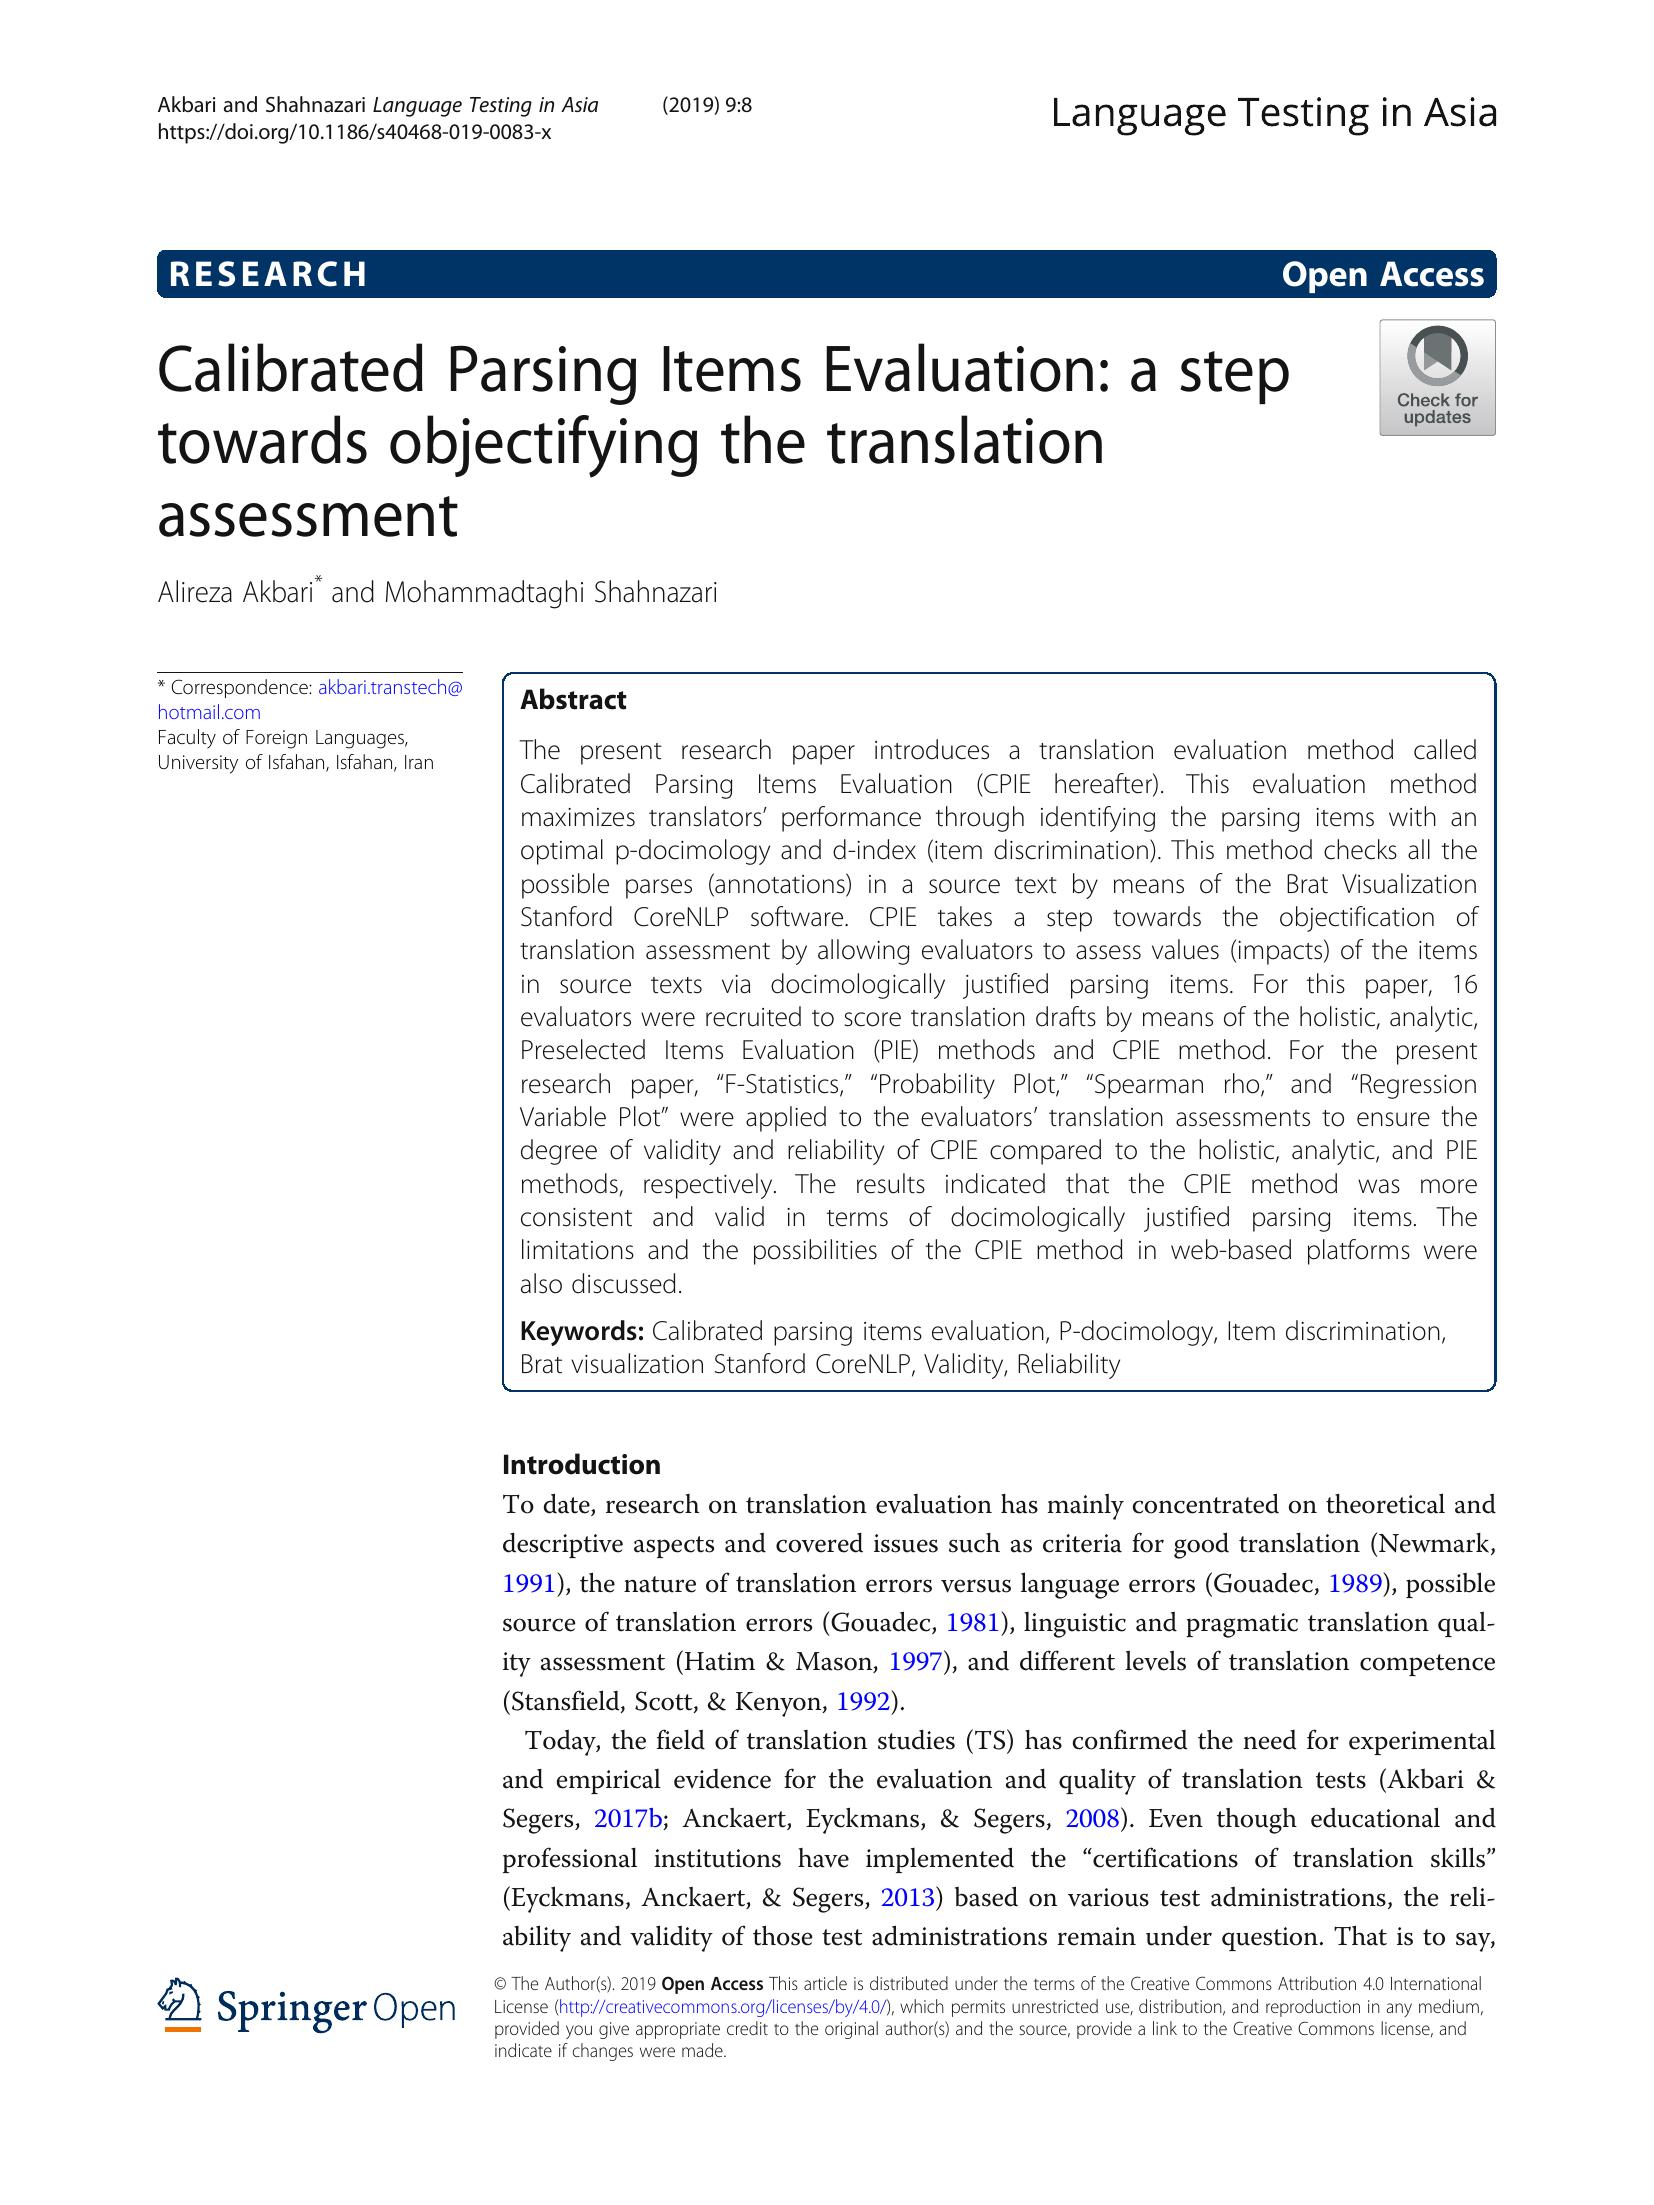 Akbari and Shahnazari Language Testing in Asia (2019) 9:8
https://doi.org/10.1186/s40468-019-0083-x
Language Testing in Asia
RESEARCH Open Access
Calibrated Parsing Items Evaluation: a step
towards objectifying the translation
assessment
Check for
updates
Alireza Akbari* and Mohammadtaghi Shahnazari
* Correspondence: akbari.transtech@
hotmail.com
Faculty of Foreign Languages,
University of Isfahan, Isfahan, Iran
Abstract
The present research paper introduces a translation evaluation method called
Calibrated Parsing Items Evaluation (CPIE hereafter). This evaluation method
maximizes translators’ performance through identifying the parsing items with an
optimal p-docimology and d-index (item discrimination). This method checks all the
possible parses (annotations) in a source text by means of the Brat Visualization
Stanford CoreNLP software. CPIE takes a step towards the objectification of
translation assessment by allowing evaluators to assess values (impacts) of the items
in source texts via docimologically justified parsing items. For this paper, 16
evaluators were recruited to score translation drafts by means of the holistic, analytic,
Preselected Items Evaluation (PIE) methods and CPIE method. For the present
research paper, “F-Statistics,” “Probability Plot,” “Spearman rho,” and “Regression
Variable Plot” were applied to the evaluators’ translation assessments to ensure the
degree of validity and reliability of CPIE compared to the holistic, analytic, and PIE
methods, respectively. The results indicated that the CPIE method was more
consistent and valid in terms of docimologically justified parsing items. The
limitations and the possibilities of the CPIE method in web-based platforms were
also discussed.
Keywords: Calibrated parsing items evaluation, P-docimology, Item discrimination,
Brat visualization Stanford CoreNLP, Validity, Reliability
Introduction
To date, research on translation evaluation has mainly concentrated on theoretical and
descriptive aspects and covered issues such as criteria for good translation (Newmark,
1991), the nature of translation errors versus language errors (Gouadec, 1989), possible
source of translation errors (Gouadec, 1981), linguistic and pragmatic translation qual-
ity assessment (Hatim & Mason, 1997), and different levels of translation competence
(Stansfield, Scott, & Kenyon, 1992).
Today, the field of translation studies (TS) has confirmed the need for experimental
and empirical evidence for the evaluation and quality of translation tests (Akbari &
Segers, 2017b; Anckaert, Eyckmans, & Segers, 2008). Even though educational and
professional institutions have implemented the “certifications of translation skills”
(Eyckmans, Anckaert, & Segers, 2013) based on various test administrations, the reli-
ability and validity of those test administrations remain under question. That is to say,
Springer Open
© The Author(s). 2019 Open Access This article is distributed under the terms of the Creative Commons Attribution 4.0 International
License (http://creativecommons.org/licenses/by/4.0/), which permits unrestricted use, distribution, and reproduction in any medium,
provided you give appropriate credit to the original author(s) and the source, provide a link to the Creative Commons license, and
indicate if changes were made.